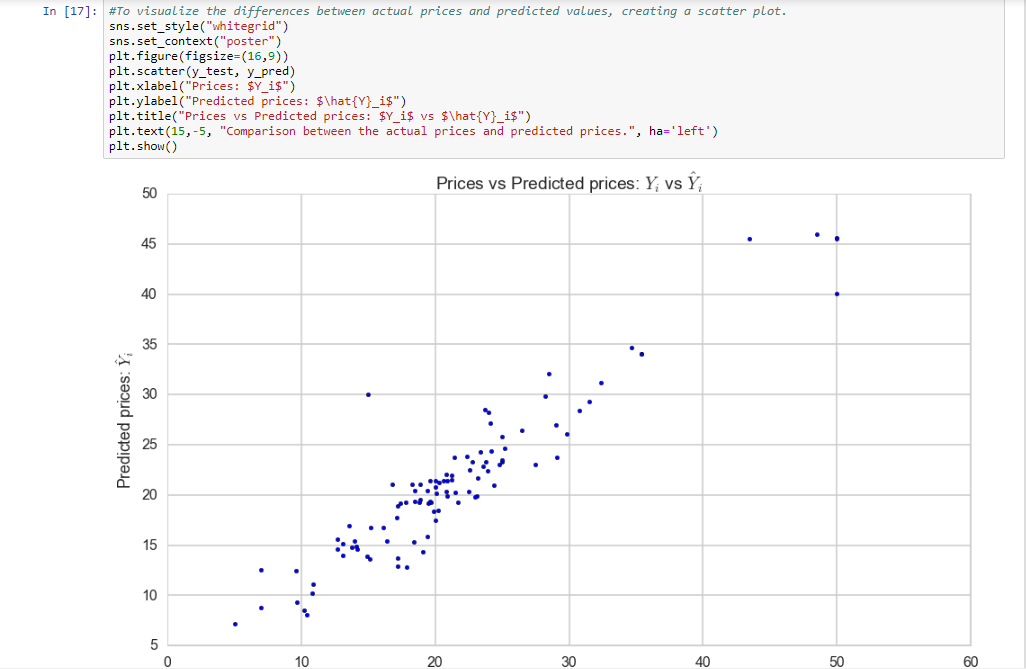 In [17]: #To visualize the differences between actual prices and predicted values, creating a scatter plot.
sns.set_style("whitegrid")
sns.set_context("poster")
plt.figure(figsize=(16,9))
plt.scatter(y_test, y_pred)
plt.xlabel("Prices: $Y_i$")
plt.ylabel("Predicted prices: $\hat{Y}_i$")
plt.title("Prices vs Predicted prices: $Y_i$ vs $\hat{Y}_i$")
plt.text(15,-5, "Comparison between the actual prices and predicted prices.", ha='left')
plt.show()
Prices vs Predicted prices: Yᵢ vs Ŷᵢ
50
45
40
35
30
25
20
15
10
5
Predicted prices: Ŷᵢ
0 10 20 30 40 50 60